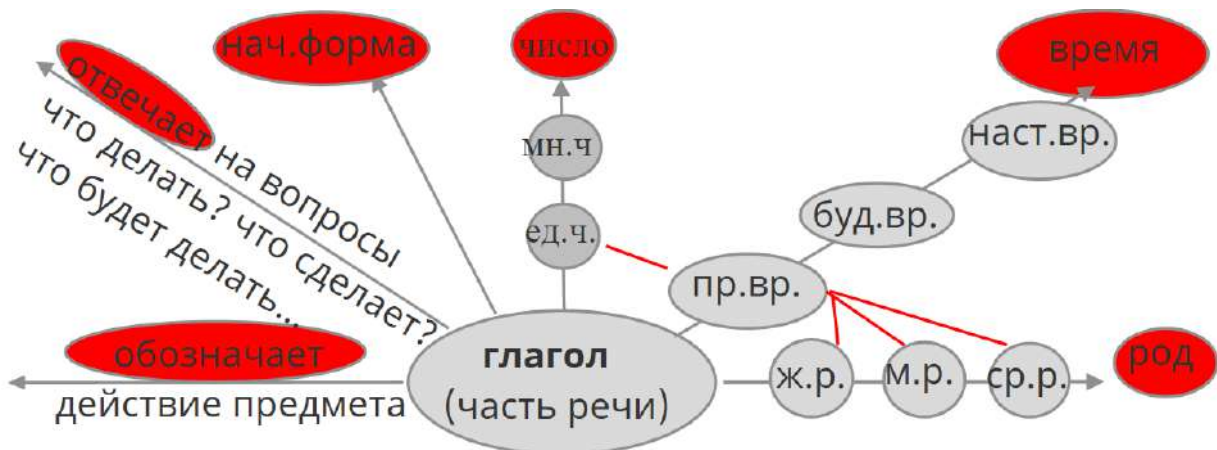 нач.форма
число
время
отвечает на вопросы
что делать? что сделает?
что будет делать...
мн.ч
ед.ч.
наст.вр.
буд.вр.
пр.вр.
обозначает
действие предмета
глагол
(часть речи)
ж.р.
м.р.
ср.р.
род